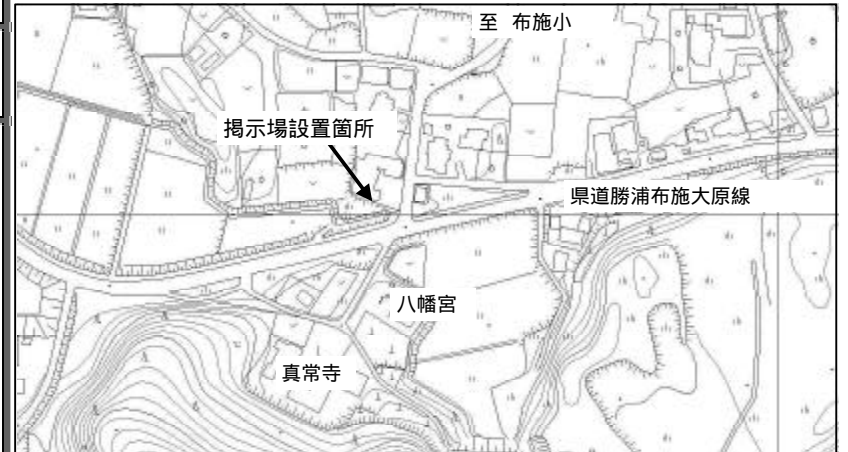 至 布施小
掲示場設置箇所
県道勝浦布施大原線
八幡宮
真常寺